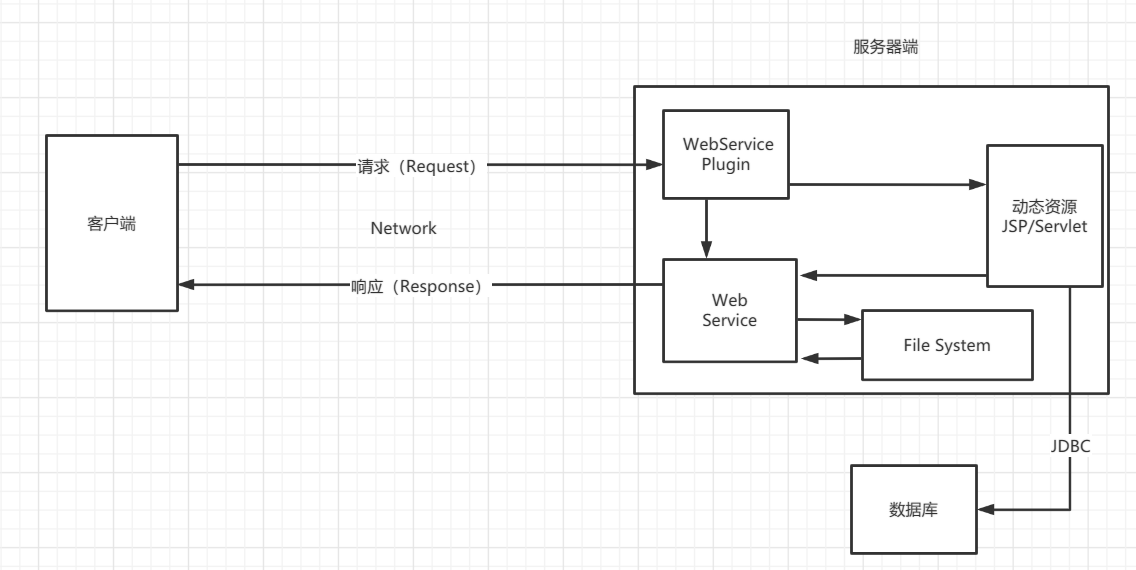 服务器端
WebService
Plugin
请求（Request）
客户端
Network
动态资源
JSP/Servlet
响应（Response）
Web
Service
File System
JDBC
数据库